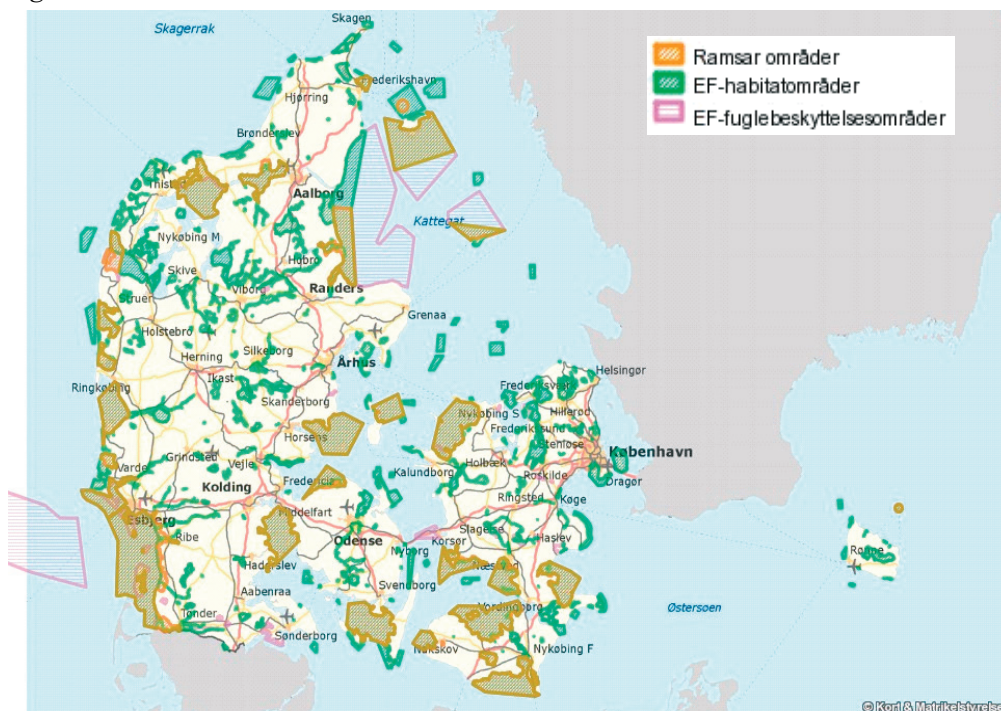 Skagen
Skagerrak
Ramsar områder
EF-habitatområder
EF-fuglebeskyttelsesområder
Frederikshavn
Hjørring
Brønderslev
Aalborg
Kattegat
Nykøbing M
Hobro
Skive
Viborg
Randers
Struer
Grenaa
Holstebro
Silkeborg
Århus
Herning
Ikast
Helsingør
Ringkøbing
Skanderborg
Nykøbing S
Hillerød
Frederikssund
Stenløse
Horsens
København
Grindsted
Vejle
Kalundborg
Holbæk
Varde
Roskilde
Dragør
Kolding
Fredericia
Ringsted
Køge
Esbjerg
Middelfart
Ribe
Odense
Slagelse
Korsør
Haslev
Nyborg
Rønne
Haderslev
Næstved
Svendborg
Aabenraa
Vordingborg
Østersøen
Tønder
Sønderborg
Nakskov
Nykøbing F
© Kort & Matrikelstyrelse